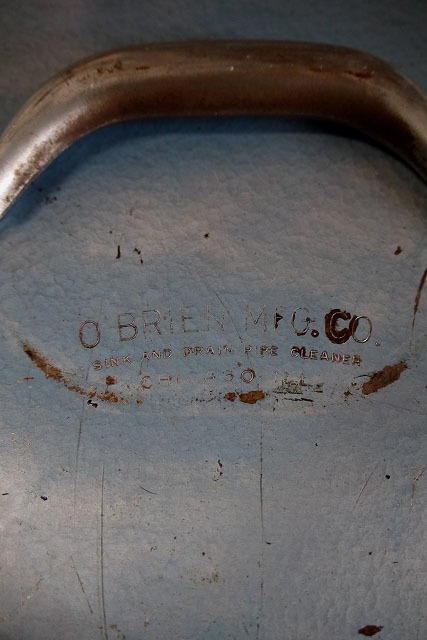 O BRIEN MFG. CO.
SINK AND DRAIN PIPE CLEANER
CHICAGO ILL.